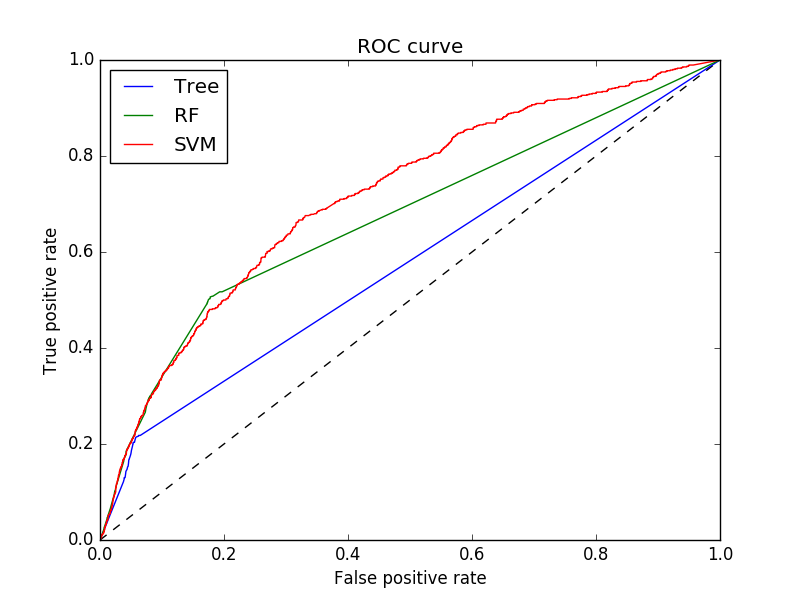 ROC curve
Tree
RF
SVM
True positive rate
1.0
0.8
0.6
0.4
0.2
0.0
0.0 0.2 0.4 0.6 0.8 1.0
False positive rate